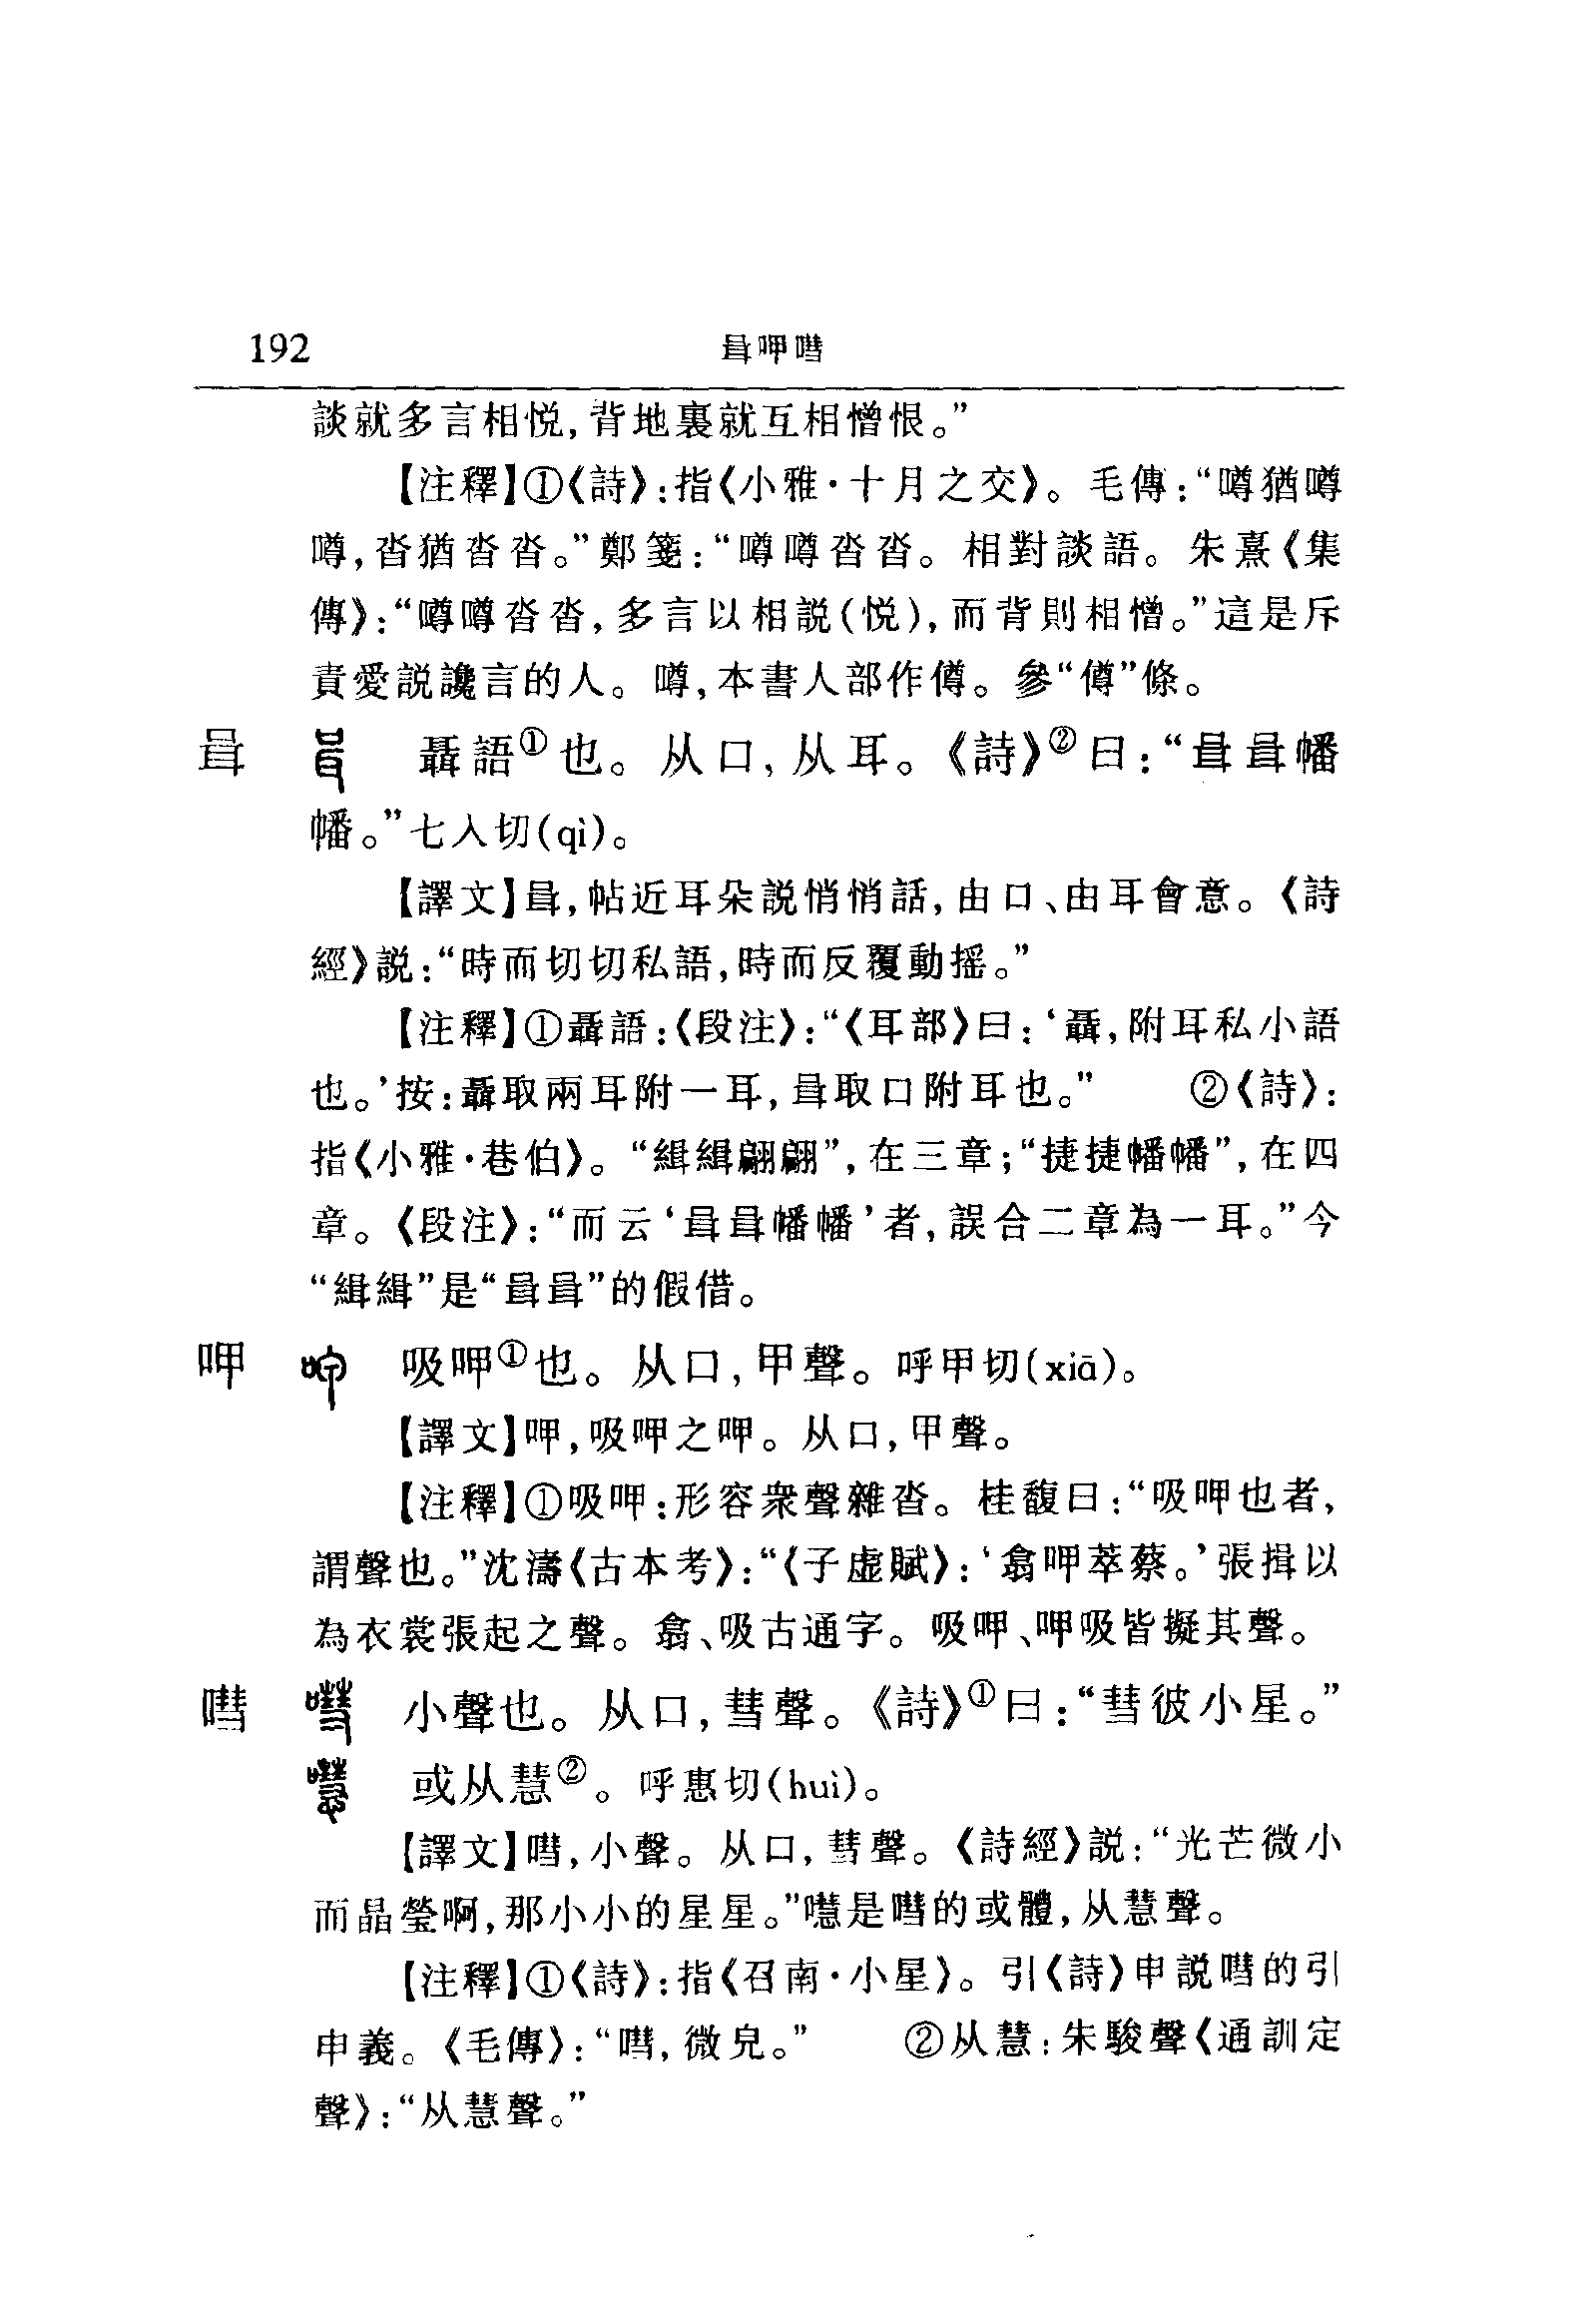 192
咠呷嘒
談就多言相悦,背地裏就互相憎恨。”
【注釋】①《詩》:指《小雅·十月之交》。毛傳:“噂猶噂
噂,沓猶沓沓。”鄭箋:“噂噂沓沓。相對談語。朱熹《集
傳》:“噂噂沓沓,多言以相説(悦),而背則相憎。”這是斥
責愛説讒言的人。噂,本書人部作僔。參“僔”條。
咠 聶語①也。从口,从耳。《詩》②曰:“咠咠幡
幡。”七入切(qì)。
【譯文】咠,帖近耳朵説悄悄話,由口、由耳會意。《詩
經》説:“時而切切私語,時而反覆動摇。”
【注釋】①聶語:《段注》:“《耳部》曰:‘聶,附耳私小語
也。’按:聶取兩耳附一耳,咠取口附耳也。” ②《詩》:
指《小雅·巷伯》。“緝緝翩翩”,在三章;“捷捷幡幡”,在四
章。《段注》:“而云‘咠咠幡幡’者,誤合二章為一耳。”今
“緝緝”是“咠咠”的假借。
呷 吸呷①也。从口,甲聲。呼甲切(xiā)。
【譯文】呷,吸呷之呷。从口,甲聲。
【注釋】①吸呷:形容衆聲雜沓。桂馥曰:“吸呷也者,
謂聲也。”沈濤《古本考》:“《子虛賦》:‘翕呷萃蔡。’張揖以
為衣裳張起之聲。翕、吸古通字。吸呷、呷吸皆擬其聲。
嘒 小聲也。从口,彗聲。《詩》①曰:“嘒彼小星。”
或从慧②。呼惠切(huì)。
【譯文】嘒,小聲。从口,彗聲。《詩經》説:“光芒微小
而晶瑩啊,那小小的星星。”嚖是嘒的或體,从慧聲。
【注釋】①《詩》:指《召南·小星》。引《詩》申説嘒的引
申義。《毛傳》:“嘒,微皃。” ②从慧:朱駿聲《通訓定
聲》:“从慧聲。”